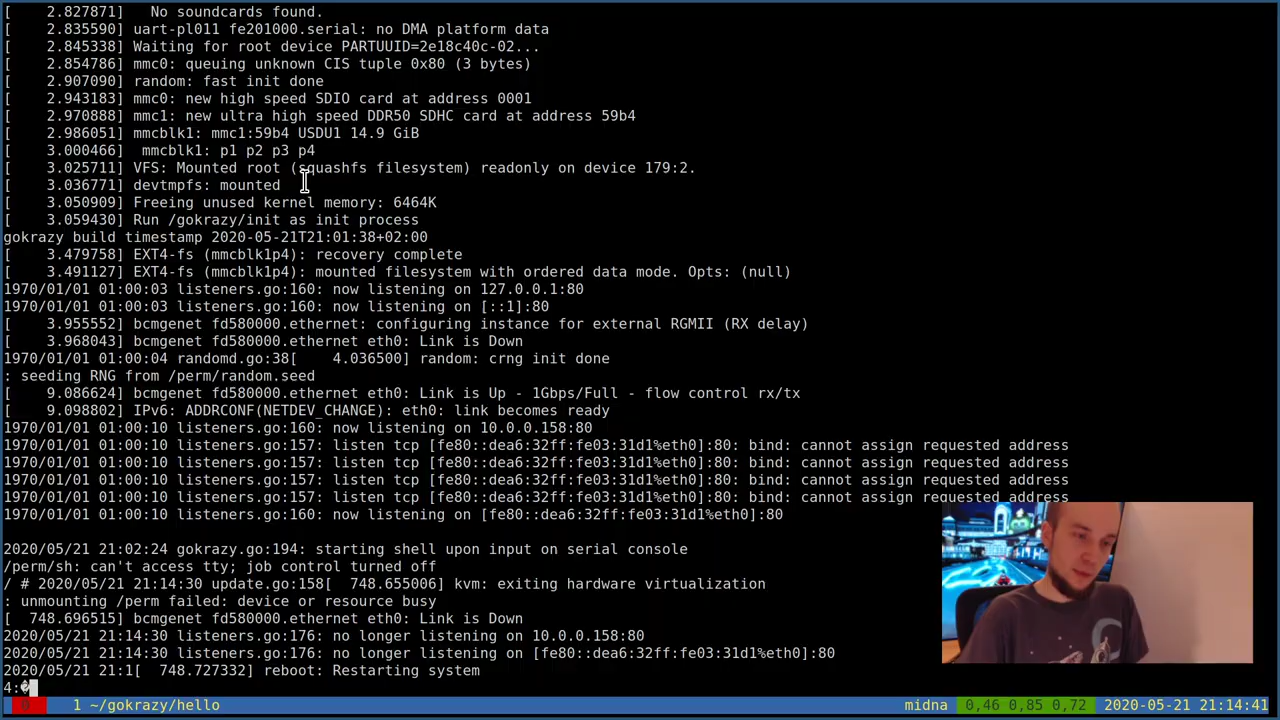 [    2.827871]   No soundcards found.
[    2.835590] uart-pl011 fe201000.serial: no DMA platform data
[    2.845338] Waiting for root device PARTUUID=2e18c40c-02...
[    2.854786] mmc0: queuing unknown CIS tuple 0x80 (3 bytes)
[    2.907090] random: fast init done
[    2.943183] mmc0: new high speed SDIO card at address 0001
[    2.970888] mmc1: new ultra high speed DDR50 SDHC card at address 59b4
[    2.986051] mmcblk1: mmc1:59b4 USDU1 14.9 GiB
[    3.000466]  mmcblk1: p1 p2 p3 p4
[    3.025711] VFS: Mounted root (squashfs filesystem) readonly on device 179:2.
[    3.036771] devtmpfs: mounted
[    3.050909] Freeing unused kernel memory: 6464K
[    3.059430] Run /gokrazy/init as init process
gokrazy build timestamp 2020-05-21T21:01:38+02:00
[    3.479758] EXT4-fs (mmcblk1p4): recovery complete
[    3.491127] EXT4-fs (mmcblk1p4): mounted filesystem with ordered data mode. Opts: (null)
1970/01/01 01:00:03 listeners.go:160: now listening on 127.0.0.1:80
1970/01/01 01:00:03 listeners.go:160: now listening on [::1]:80
[    3.955552] bcmgenet fd580000.ethernet: configuring instance for external RGMII (RX delay)
[    3.968043] bcmgenet fd580000.ethernet eth0: Link is Down
1970/01/01 01:00:04 randomd.go:38[    4.036500] random: crng init done
: seeding RNG from /perm/random.seed
[    9.086624] bcmgenet fd580000.ethernet eth0: Link is Up - 1Gbps/Full - flow control rx/tx
[    9.098802] IPv6: ADDRCONF(NETDEV_CHANGE): eth0: link becomes ready
1970/01/01 01:00:10 listeners.go:160: now listening on 10.0.0.158:80
1970/01/01 01:00:10 listeners.go:157: listen tcp [fe80::dea6:32ff:fe03:31d1%eth0]:80: bind: cannot assign requested address
1970/01/01 01:00:10 listeners.go:157: listen tcp [fe80::dea6:32ff:fe03:31d1%eth0]:80: bind: cannot assign requested address
1970/01/01 01:00:10 listeners.go:157: listen tcp [fe80::dea6:32ff:fe03:31d1%eth0]:80: bind: cannot assign requested address
1970/01/01 01:00:10 listeners.go:157: listen tcp [fe80::dea6:32ff:fe03:31d1%eth0]:80: bind: cannot assign requested address
1970/01/01 01:00:10 listeners.go:160: now listening on [fe80::dea6:32ff:fe03:31d1%eth0]:80
2020/05/21 21:02:24 gokrazy.go:194: starting shell upon input on serial console
/perm/sh: can't access tty; job control turned off
/ # 2020/05/21 21:14:30 update.go:158[  748.655006] kvm: exiting hardware virtualization
: unmounting /perm failed: device or resource busy
[  748.696515] bcmgenet fd580000.ethernet eth0: Link is Down
2020/05/21 21:14:30 listeners.go:176: no longer listening on 10.0.0.158:80
2020/05/21 21:14:30 listeners.go:176: no longer listening on [fe80::dea6:32ff:fe03:31d1%eth0]:80
2020/05/21 21:1[  748.727332] reboot: Restarting system
4:�
0 1 ~/gokrazy/hello midna 0,46 0,85 0,72 2020-05-21 21:14:41